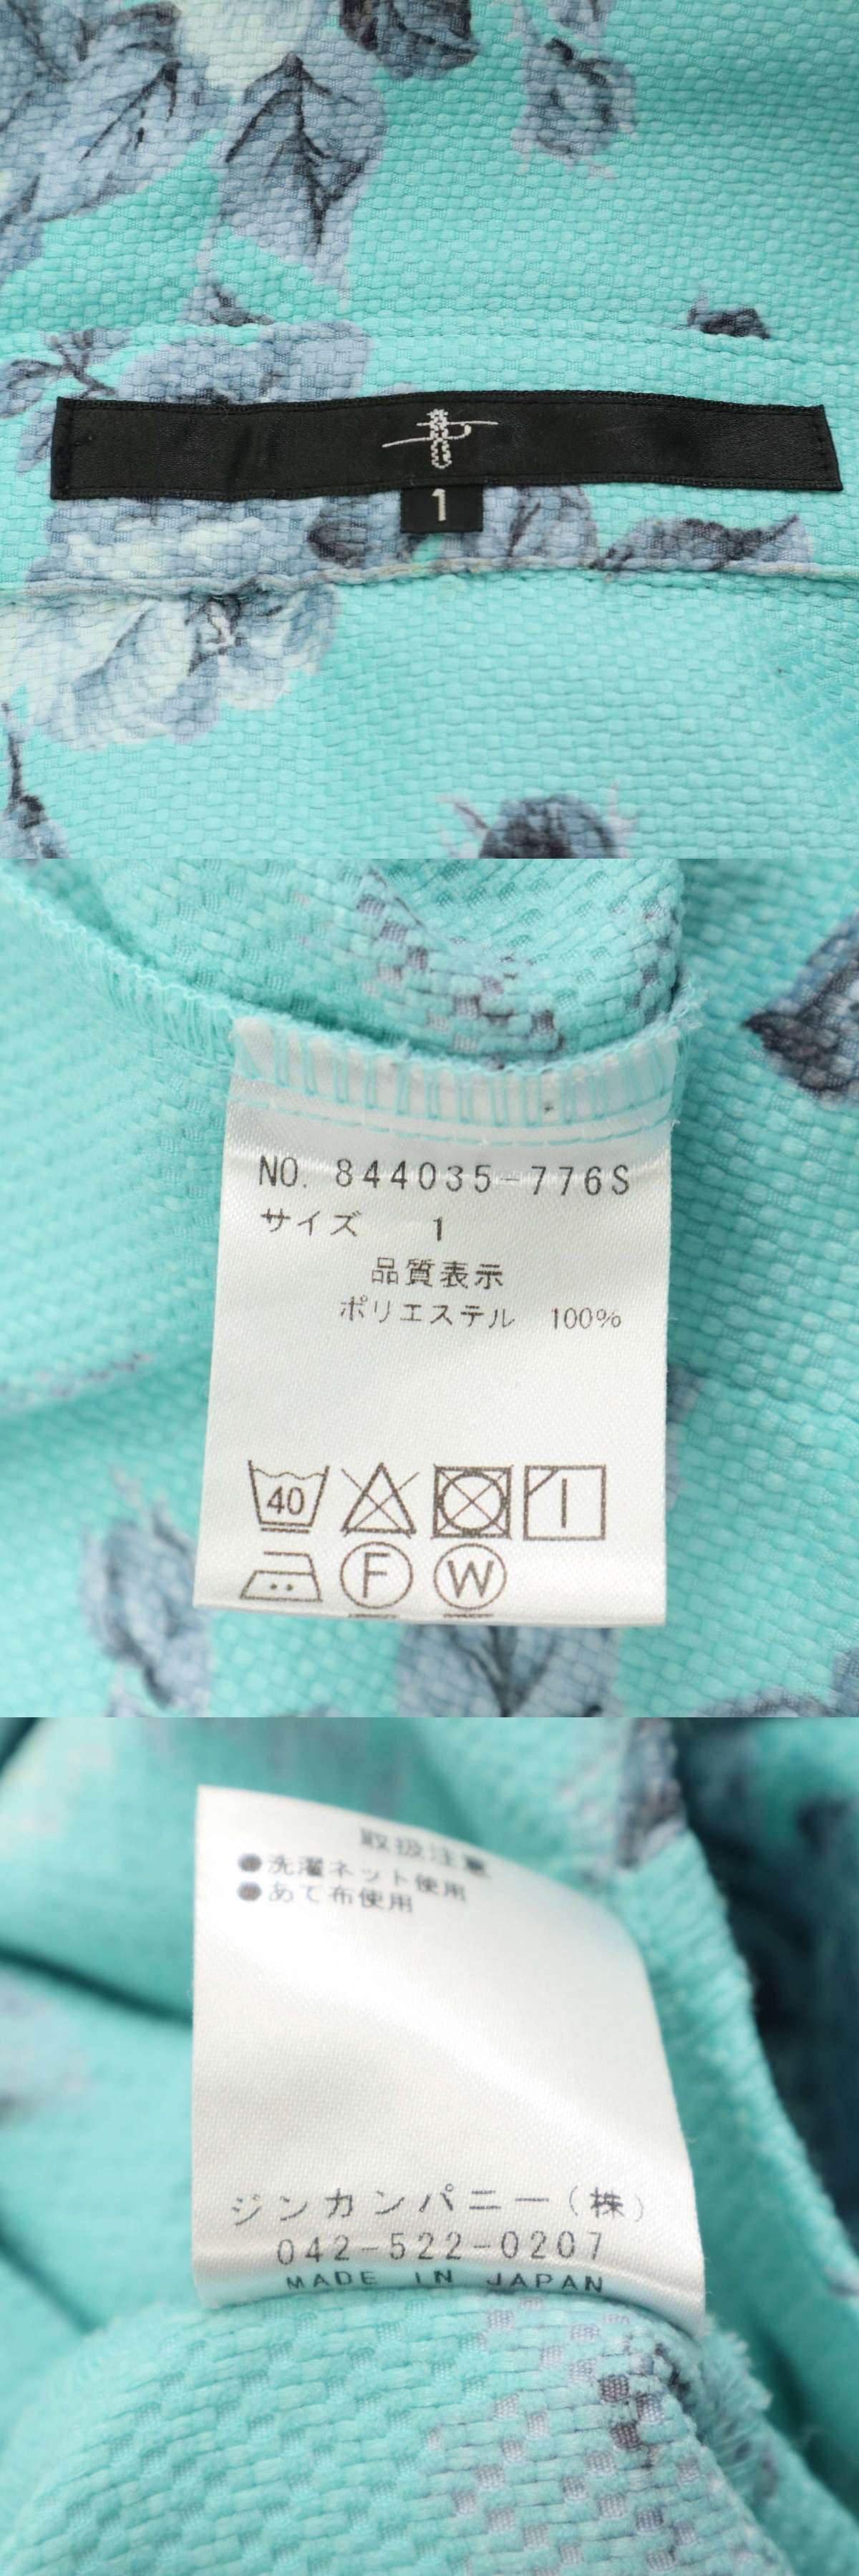 1
NO. 844035-776S
サイズ 1
品質表示
ポリエステル 100%
40
F W
取扱注意
●洗濯ネット使用
●あて布使用
ジンカンパニー(株)
042-522-0207
MADE IN JAPAN